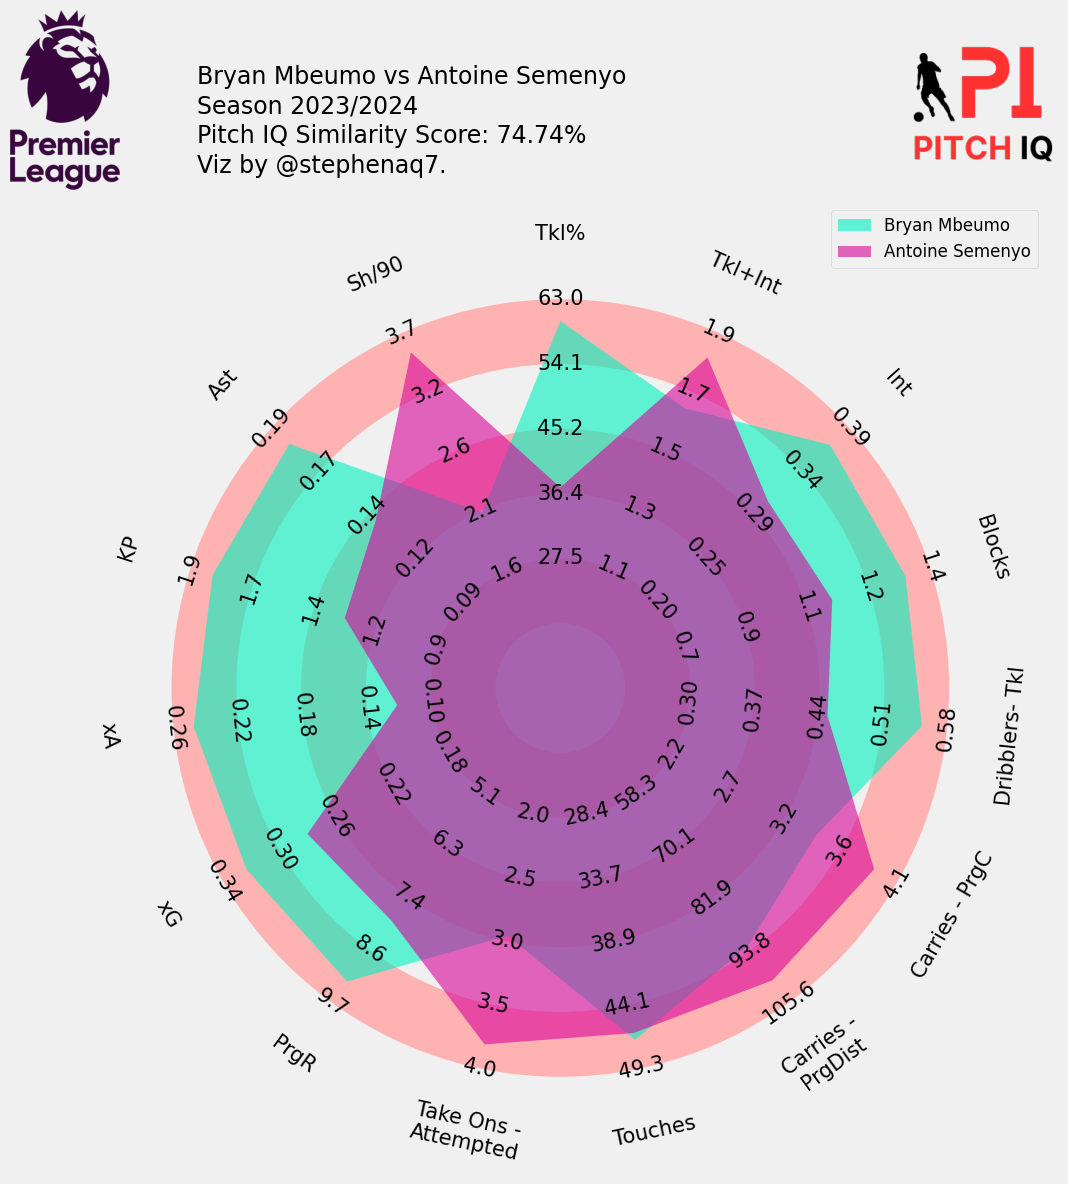 Premier
League
Bryan Mbeumo vs Antoine Semenyo
Season 2023/2024
Pitch IQ Similarity Score: 74.74%
Viz by @stephenaq7.
PI
PITCH IQ
Bryan Mbeumo
Antoine Semenyo
Tkl%
63.0
54.1
45.2
36.4
27.5
Tkl+Int
1.9
1.7
1.5
1.3
1.1
Int
0.39
0.34
0.29
0.25
0.20
Blocks
1.4
1.2
1.1
0.9
0.7
Dribblers- Tkl
0.58
0.51
0.44
0.37
0.30
Carries - PrgC
4.1
3.6
3.2
2.7
2.2
Carries -
PrgDist
105.6
93.8
81.9
70.1
58.3
Touches
49.3
44.1
38.9
33.7
28.4
Take Ons -
Attempted
4.0
3.5
3.0
2.5
2.0
PrgR
9.7
8.6
7.4
6.3
5.1
xG
0.34
0.30
0.26
0.22
0.18
xA
0.26
0.22
0.18
0.14
0.10
KP
1.9
1.7
1.4
1.2
0.9
Ast
0.19
0.17
0.14
0.12
0.09
Sh/90
3.7
3.2
2.6
2.1
1.6